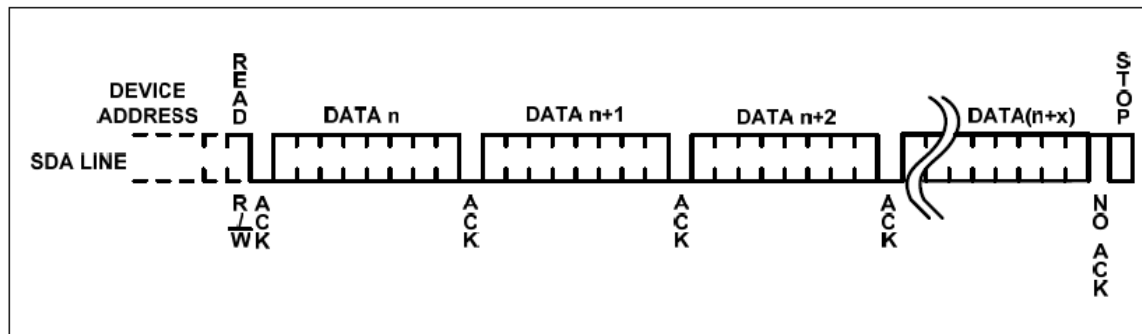 READ
STOP
DEVICE
ADDRESS
DATA n
DATA n+1
DATA n+2
DATA(n+x)
SDA LINE
R/W
ACK
ACK
ACK
ACK
NO ACK